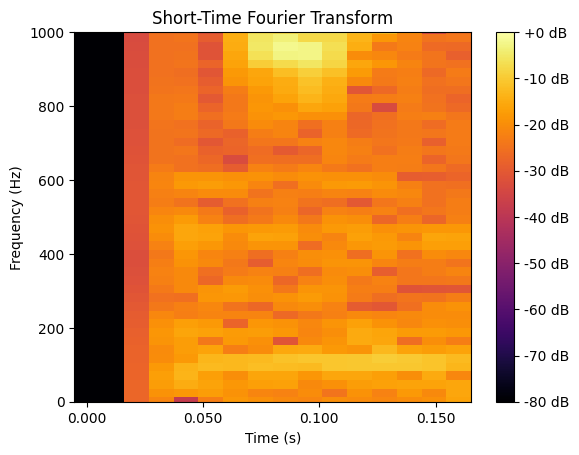 Short-Time Fourier Transform
1000
800
600
400
200
0
Frequency (Hz)
0.000
0.050
0.100
0.150
Time (s)
+0 dB
-10 dB
-20 dB
-30 dB
-40 dB
-50 dB
-60 dB
-70 dB
-80 dB